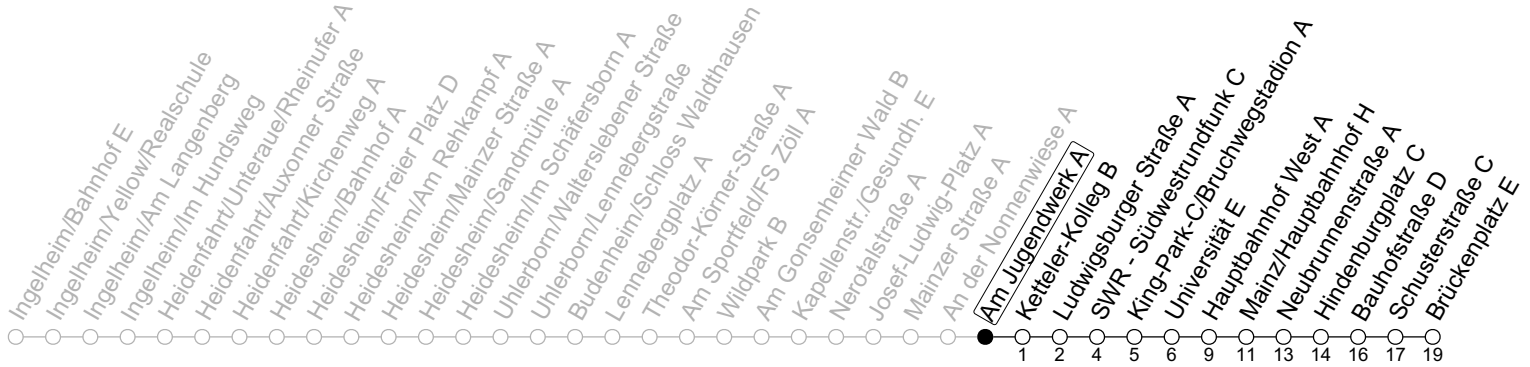 Ingelheim/Bahnhof E
Ingelheim/Yellow/Realschule
Ingelheim/Am Langenberg
Ingelheim/Im Hundsweg
Heidenfahrt/Unteraue/Rheinufer A
Heidenfahrt/Auxonner Straße
Heidenfahrt/Kirchenweg A
Heidesheim/Bahnhof A
Heidesheim/Freier Platz D
Heidesheim/Am Rehkampf A
Heidesheim/Mainzer Straße A
Heidesheim/Sandmühle A
Heidesheim/Im Schäfersborn A
Uhlerborn/Walterslebener Straße
Uhlerborn/Lennebergstraße
Budenheim/Schloss Waldthausen
Lennebergplatz A
Theodor-Körner-Straße A
Am Sportfeld/FS Zöll A
Wildpark B
Am Gonsenheimer Wald B
Kapellenstr./Gesundh. E
Nerotalstraße A
Josef-Ludwig-Platz A
Mainzer Straße A
An der Nonnenwiese A
Am Jugendwerk A
Ketteler-Kolleg B
Ludwigsburger Straße A
SWR - Südwestrundfunk C
King-Park-C/Bruchwegstadion A
Universität E
Hauptbahnhof West A
Mainz/Hauptbahnhof H
Neubrunnenstraße A
Hindenburgplatz C
Bauhofstraße D
Schusterstraße C
Brückenplatz E
1 2 4 5 6 9 11 13 14 16 17 19